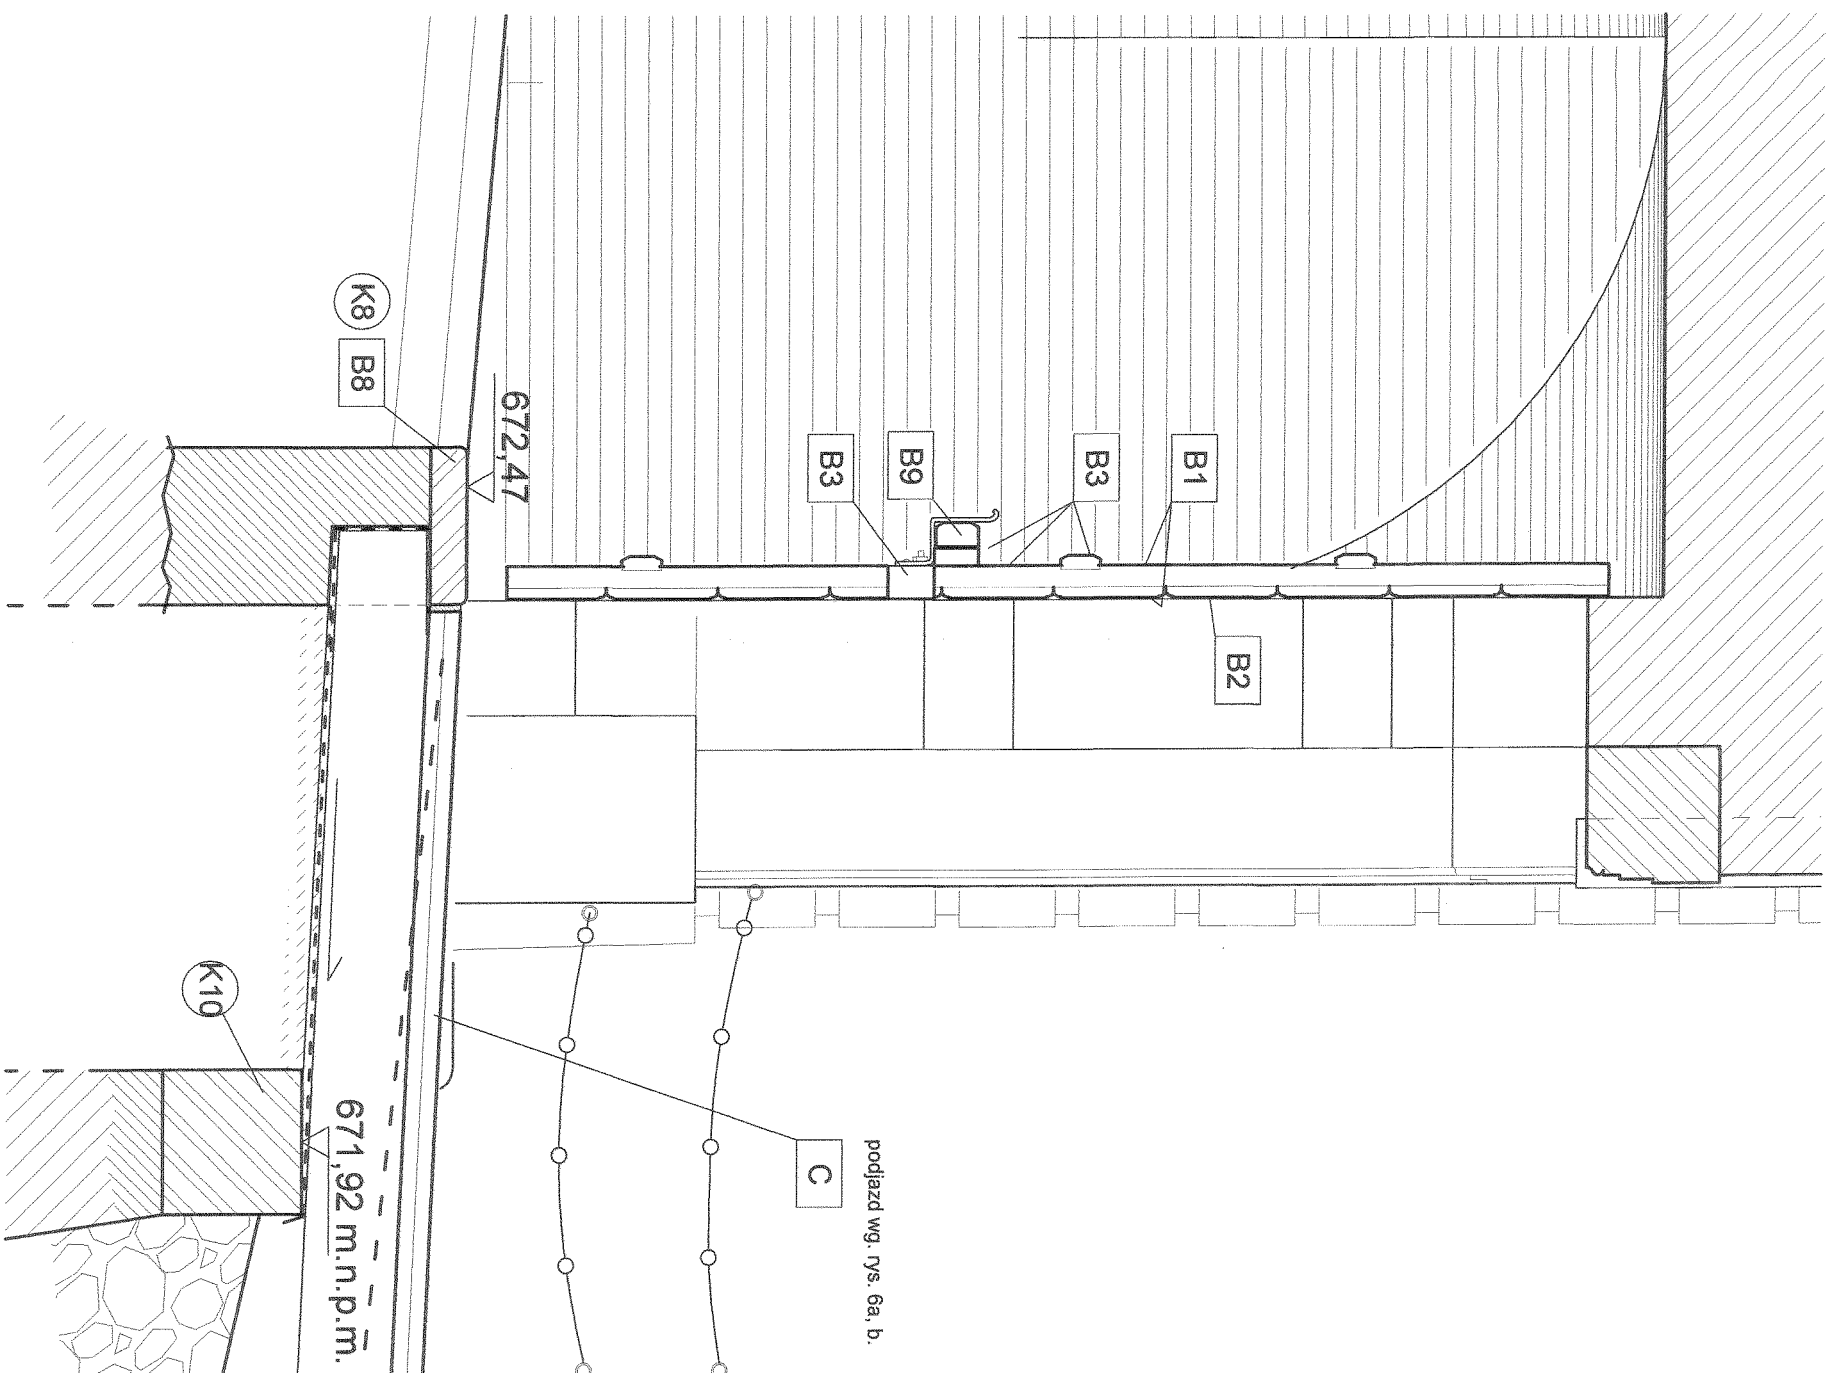 K8
B8
672,47
B3
B9
B3
B1
B2
K10
671,92 m.n.p.m.
C
podjazd wg. rys. 6a, b.